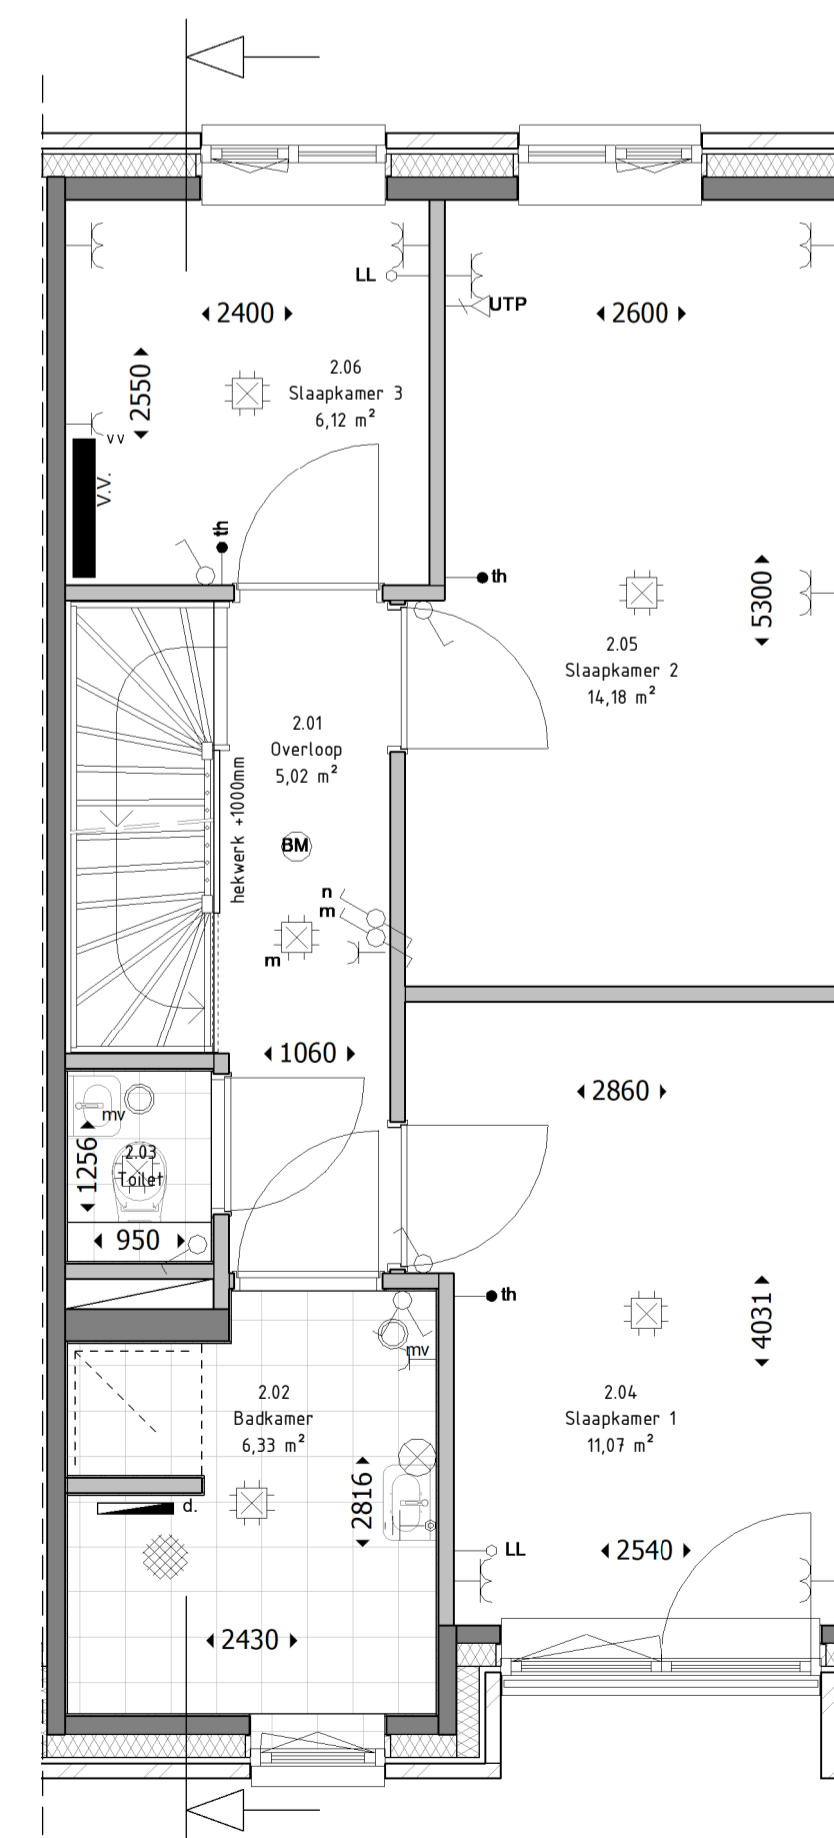 LL
UTP
2400
2600
2550
2.06
Slaapkamer 3
6,12 m²
vv
V.V.
th
th
5300
2.05
Slaapkamer 2
14,18 m²
2.01
Overloop
5,02 m²
hekwerk +1000mm
BM
n
m
m
1060
2860
mv
1256
2.03
Toilet
950
th
4031
mv
2.02
Badkamer
6,33 m²
2.04
Slaapkamer 1
11,07 m²
2816
d.
LL
2540
2430